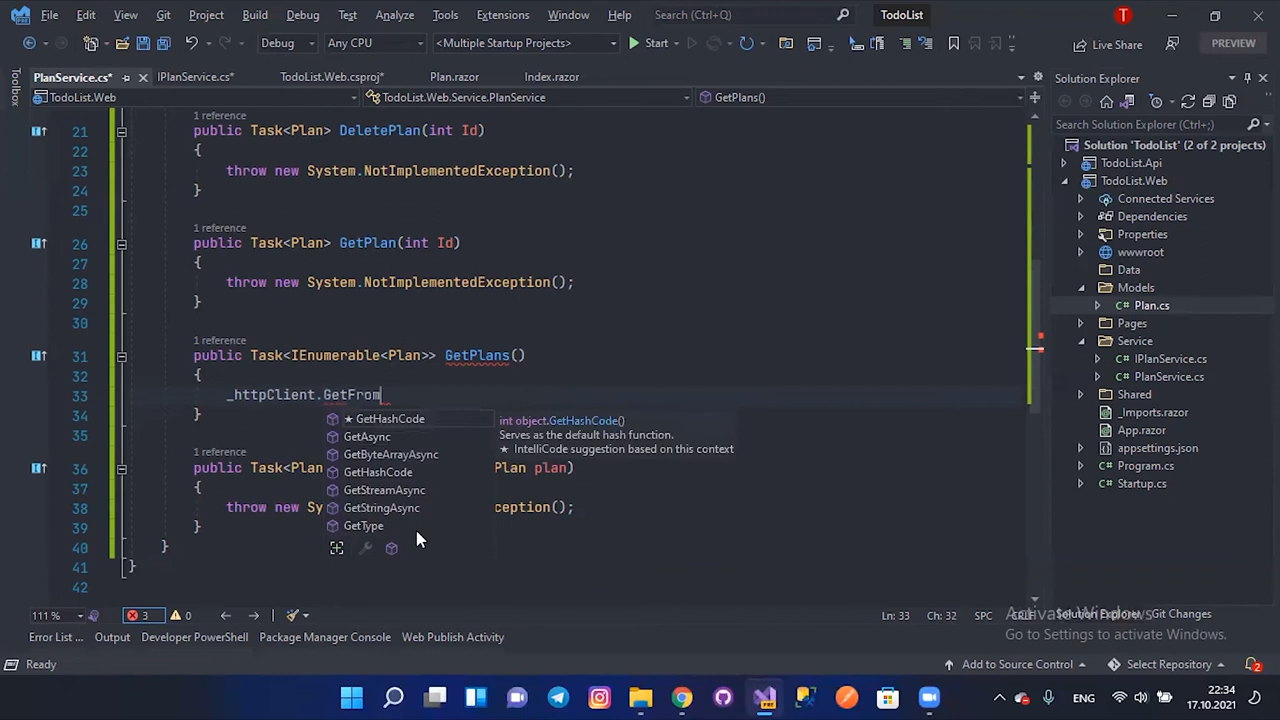 File Edit View Git Project Build Debug Test Analyze Tools Extensions Window Help Search (Ctrl+Q) TodoList T
Debug Any CPU <Multiple Startup Projects> Start Live Share PREVIEW
Toolbox
PlanService.cs* IPlanService.cs* TodoList.Web.csproj* Plan.razor Index.razor
TodoList.Web TodoList.Web.Service.PlanService GetPlans()
1 reference
21 public Task<Plan> DeletePlan(int Id)
22 {
23 throw new System.NotImplementedException();
24 }
25
1 reference
26 public Task<Plan> GetPlan(int Id)
27 {
28 throw new System.NotImplementedException();
29 }
30
1 reference
31 public Task<IEnumerable<Plan>> GetPlans()
32 {
33 _httpClient.GetFrom
34 }
35
1 reference
36 public Task<Plan plan)
37 {
38 throw new Sy ception();
39 }
40 }
41 }
42
★ GetHashCode
GetAsync
GetByteArrayAsync
GetHashCode
GetStreamAsync
GetStringAsync
GetType
int object.GetHashCode()
Serves as the default hash function.
★ IntelliCode suggestion based on this context
Solution Explorer
Search Solution Explorer (Ctrl+;)
Solution 'TodoList' (2 of 2 projects)
TodoList.Api
TodoList.Web
Connected Services
Dependencies
Properties
wwwroot
Data
Models
C# Plan.cs
Pages
Service
C# IPlanService.cs
C# PlanService.cs
Shared
_Imports.razor
App.razor
appsettings.json
C# Program.cs
C# Startup.cs
111 % 3 0 Ln: 33 Ch: 32 SPC CRLF
Solution Explorer Git Changes
Activate Windows
Go to Settings to activate Windows.
Error List ... Output Developer PowerShell Package Manager Console Web Publish Activity
Ready Add to Source Control Select Repository 2
PRE ENG 22:34
17.10.2021